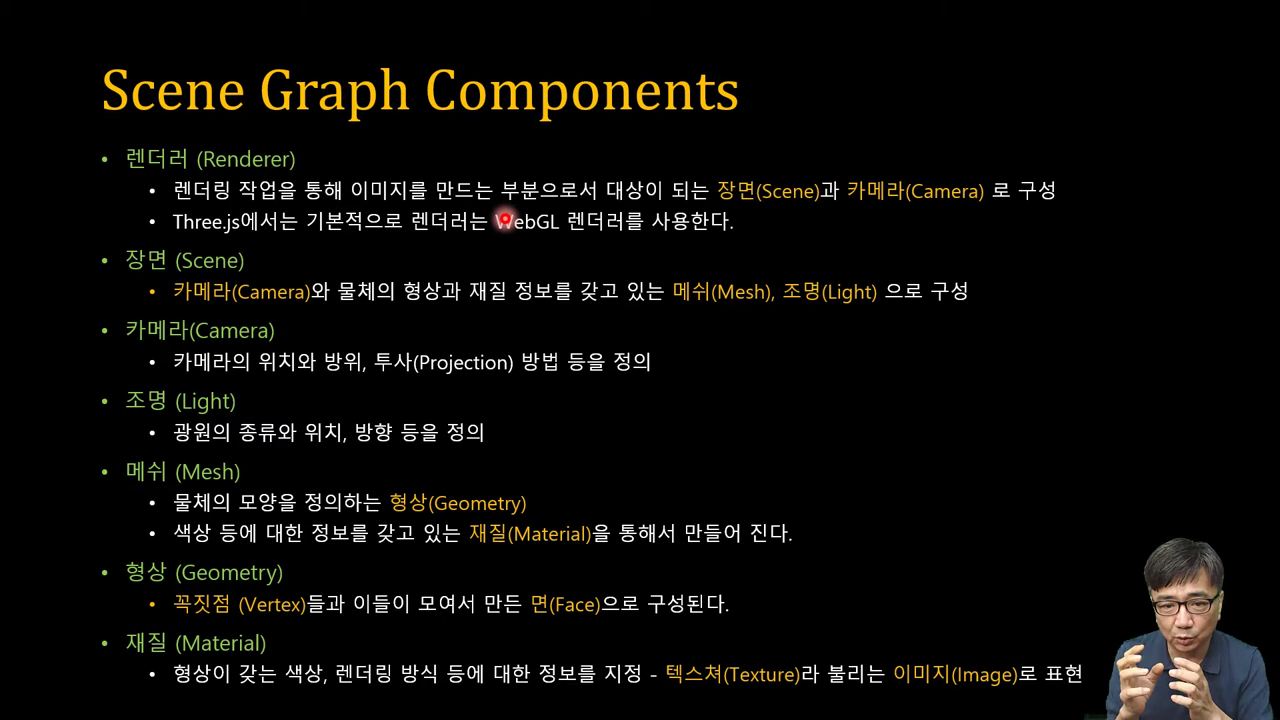 Scene Graph Components
• 렌더러 (Renderer)
• 렌더링 작업을 통해 이미지를 만드는 부분으로서 대상이 되는 장면(Scene)과 카메라(Camera) 로 구성
• Three.js에서는 기본적으로 렌더러는 WebGL 렌더러를 사용한다.
• 장면 (Scene)
• 카메라(Camera)와 물체의 형상과 재질 정보를 갖고 있는 메쉬(Mesh), 조명(Light) 으로 구성
• 카메라(Camera)
• 카메라의 위치와 방위, 투사(Projection) 방법 등을 정의
• 조명 (Light)
• 광원의 종류와 위치, 방향 등을 정의
• 메쉬 (Mesh)
• 물체의 모양을 정의하는 형상(Geometry)
• 색상 등에 대한 정보를 갖고 있는 재질(Material)을 통해서 만들어 진다.
• 형상 (Geometry)
• 꼭짓점 (Vertex)들과 이들이 모여서 만든 면(Face)으로 구성된다.
• 재질 (Material)
• 형상이 갖는 색상, 렌더링 방식 등에 대한 정보를 지정 - 텍스쳐(Texture)라 불리는 이미지(Image)로 표현